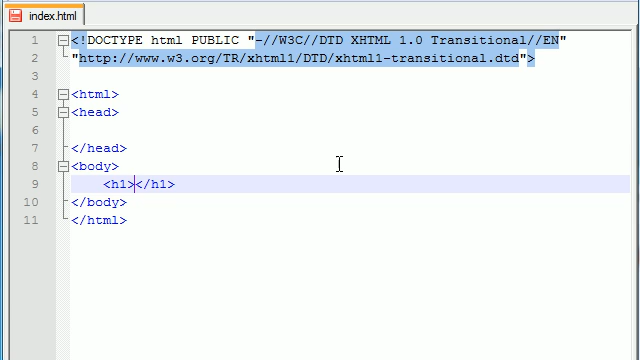 index.html
1 <!DOCTYPE html PUBLIC "-//W3C//DTD XHTML 1.0 Transitional//EN"
2 "http://www.w3.org/TR/xhtml1/DTD/xhtml1-transitional.dtd">
3
4 <html>
5 <head>
6
7 </head>
8 <body>
9 <h1></h1>
10 </body>
11 </html>